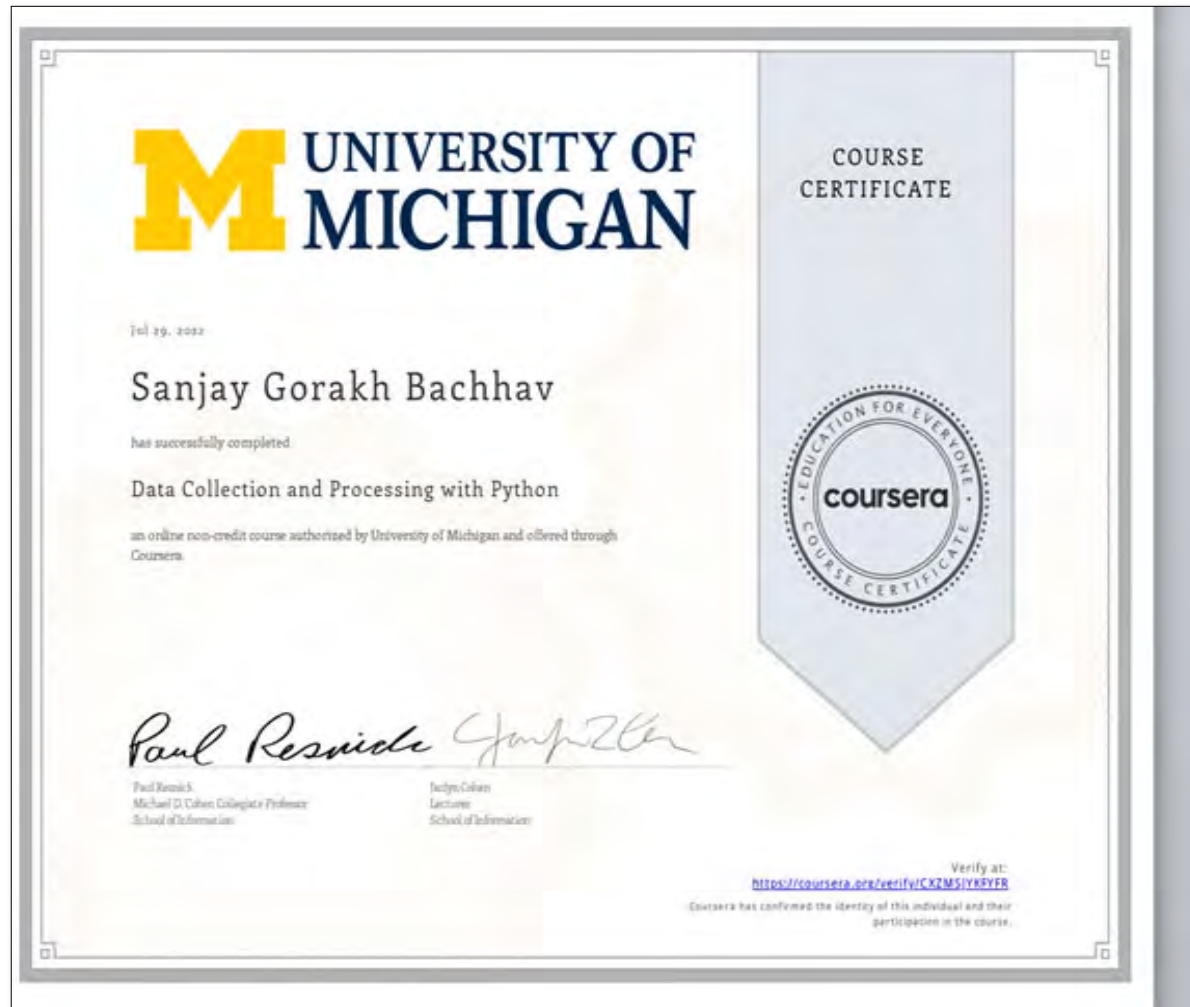 UNIVERSITY OF
MICHIGAN
COURSE
CERTIFICATE
Jul 29, 2022
Sanjay Gorakh Bachhav
has successfully completed
Data Collection and Processing with Python
an online non-credit course authorized by University of Michigan and offered through
Coursera
EDUCATION FOR EVERYONE
coursera
COURSE CERTIFICATE
Paul Resnick
Paul Resnick
Michael D. Cohen Collegiate Professor
School of Information
Jaclyn Cohen
Lecturer
School of Information
Verify at:
https://coursera.org/verify/
Coursera has confirmed the identity of this individual and their
participation in the course.